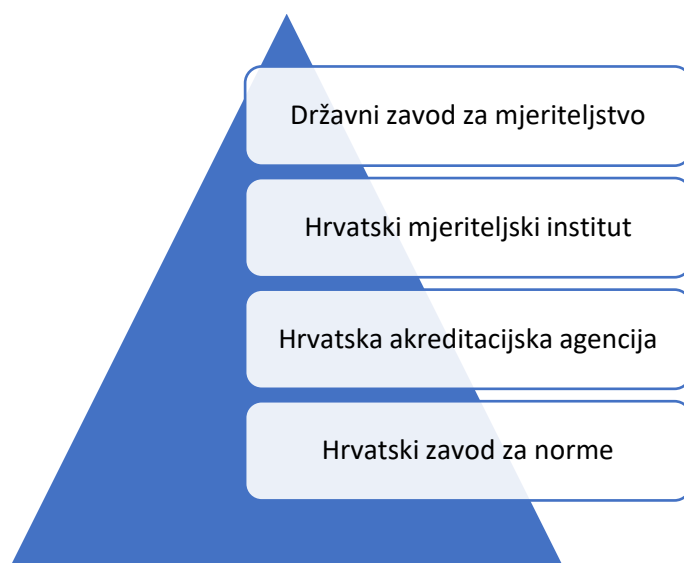 Državni zavod za mjeriteljstvo
Hrvatski mjeriteljski institut
Hrvatska akreditacijska agencija
Hrvatski zavod za norme